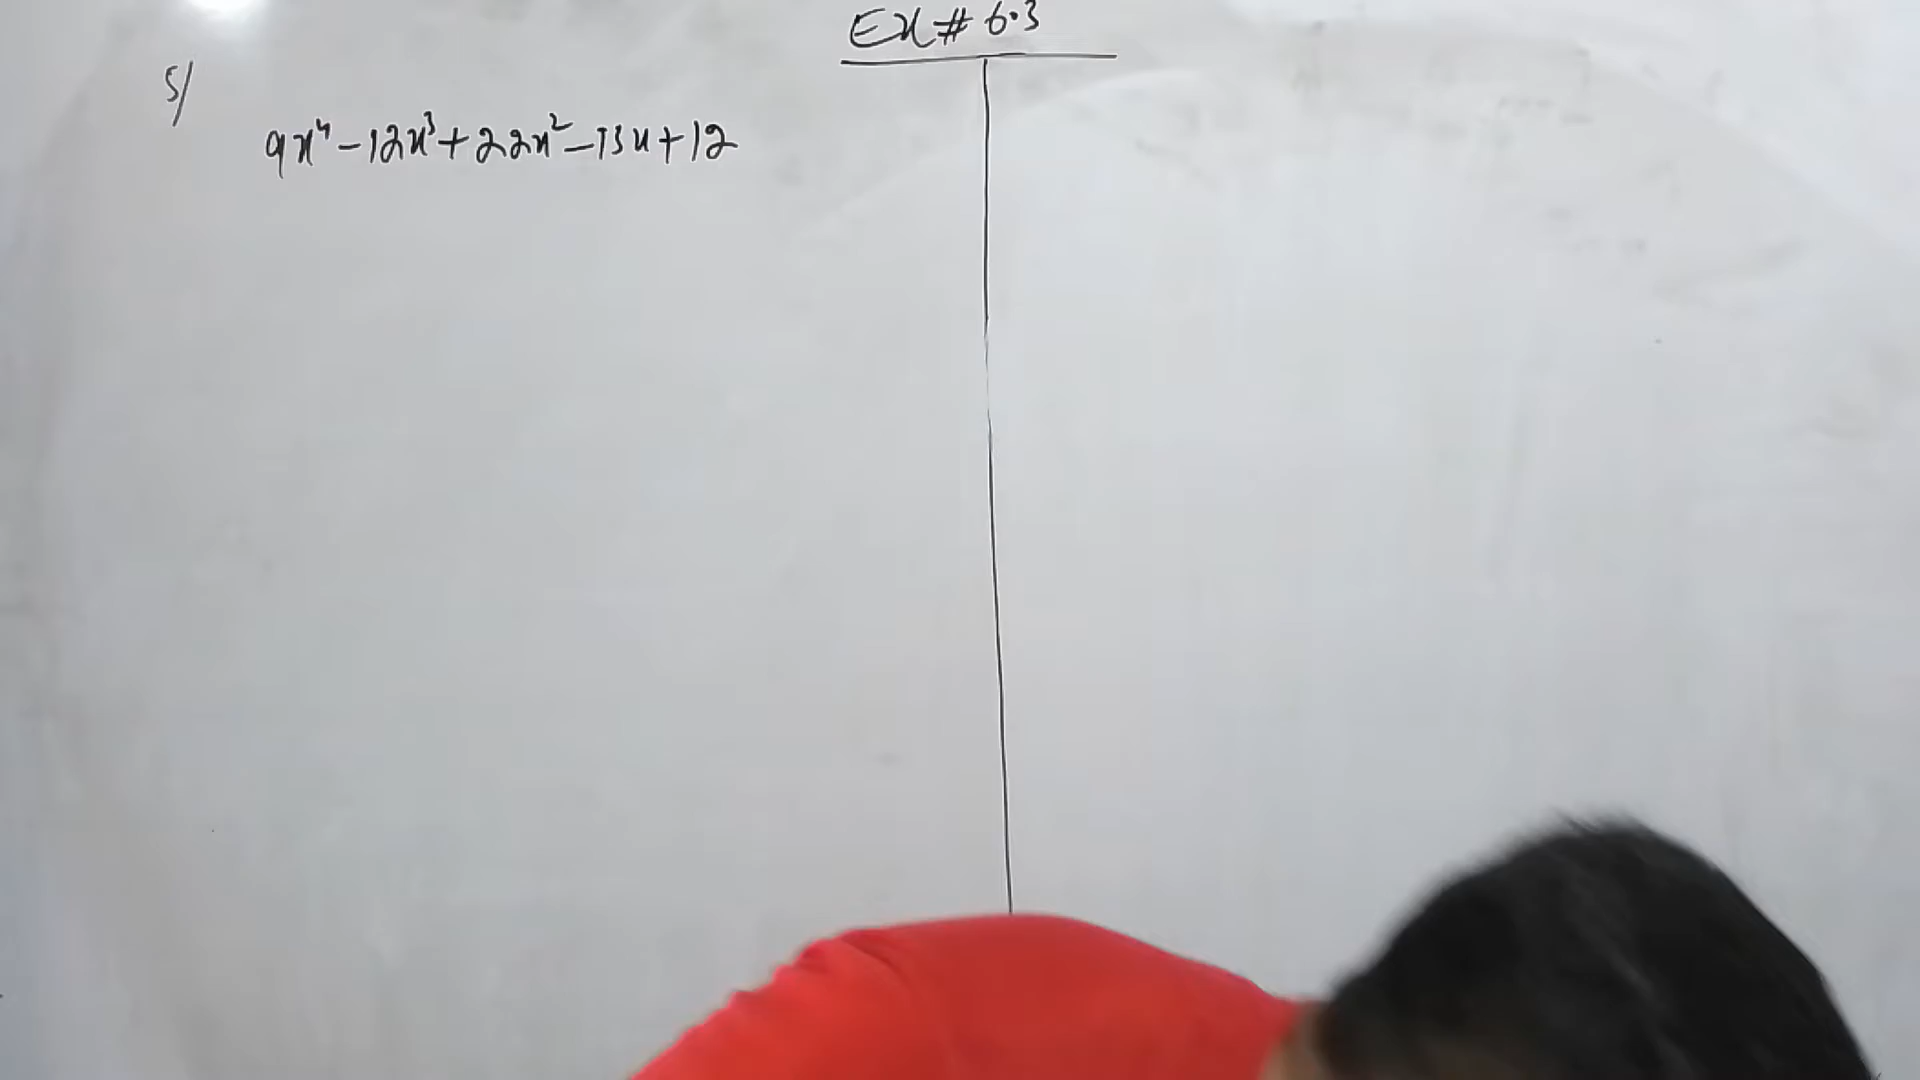 Ex # 6.3
5/
9x⁴ - 12x³ + 22x² - 13x + 12